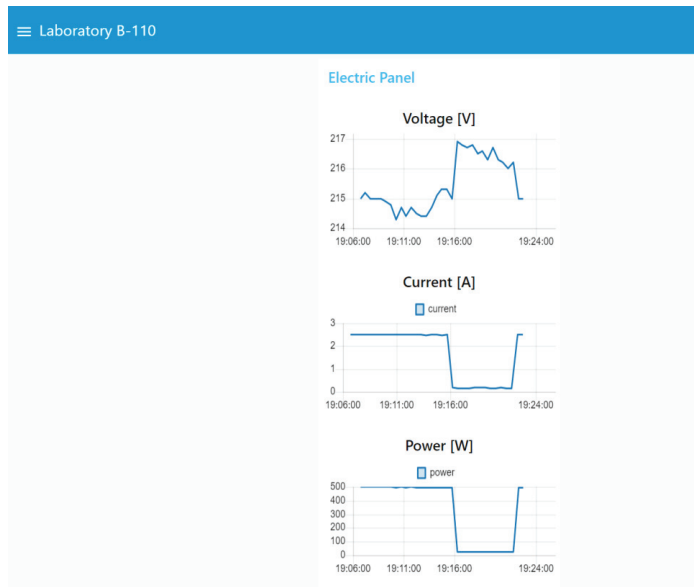 Laboratory B-110
Electric Panel
Voltage [V]
217
216
215
214
19:06:00 19:11:00 19:16:00 19:24:00
Current [A]
current
3
2
1
0
19:06:00 19:11:00 19:16:00 19:24:00
Power [W]
power
500
400
300
200
100
0
19:06:00 19:11:00 19:16:00 19:24:00